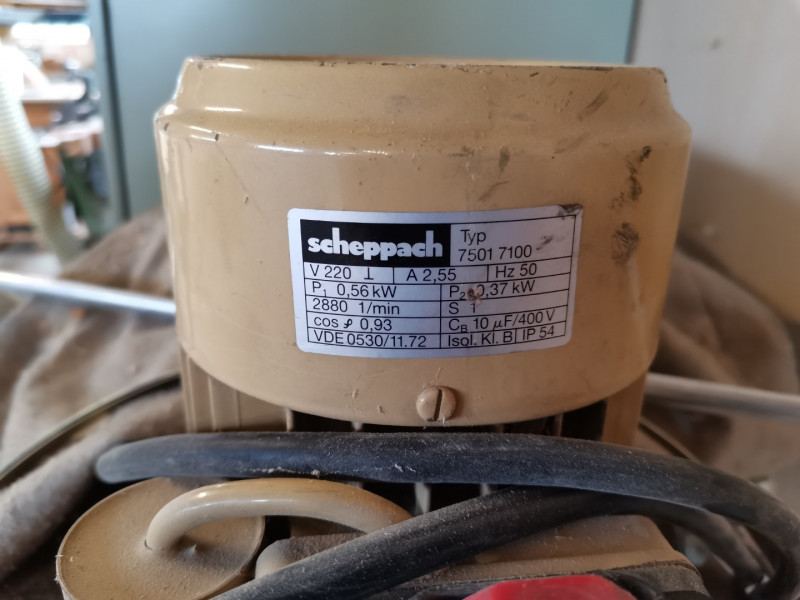 scheppach
Typ
7501 7100
V 220 ⊥ A 2,55 Hz 50
P1 0,56 kW P2 0,37 kW
2880 1/min S 1
cos φ 0,93 CB 10 µF/400 V
VDE 0530/11.72 Isol. Kl. B IP 54